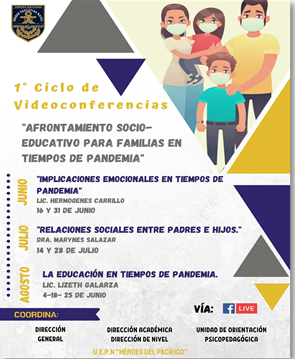 1° Ciclo de
Videoconferencias
"AFRONTAMIENTO SOCIO-
EDUCATIVO PARA FAMILIAS EN
TIEMPOS DE PANDEMIA"
JUNIO
"IMPLICACIONES EMOCIONALES EN TIEMPOS DE
PANDEMIA"
LIC. HERMOGENES CARRILLO
16 Y 31 DE JUNIO
JULIO
"RELACIONES SOCIALES ENTRE PADRES E HIJOS."
DRA. MARYNES SALAZAR
14 Y 28 DE JULIO
AGOSTO
LA EDUCACIÓN EN TIEMPOS DE PANDEMIA.
LIC. LIZETH GALARZA
4-18- 25 DE JUNIO
VÍA: f LIVE
COORDINA:
DIRECCIÓN
GENERAL
DIRECCIÓN ACADÉMICA
DIRECCIÓN DE NIVEL
UNIDAD DE ORIENTACIÓN
PSICOPEDAGÓGICA
U.E.P.N "HÉROES DEL PACÍFICO"